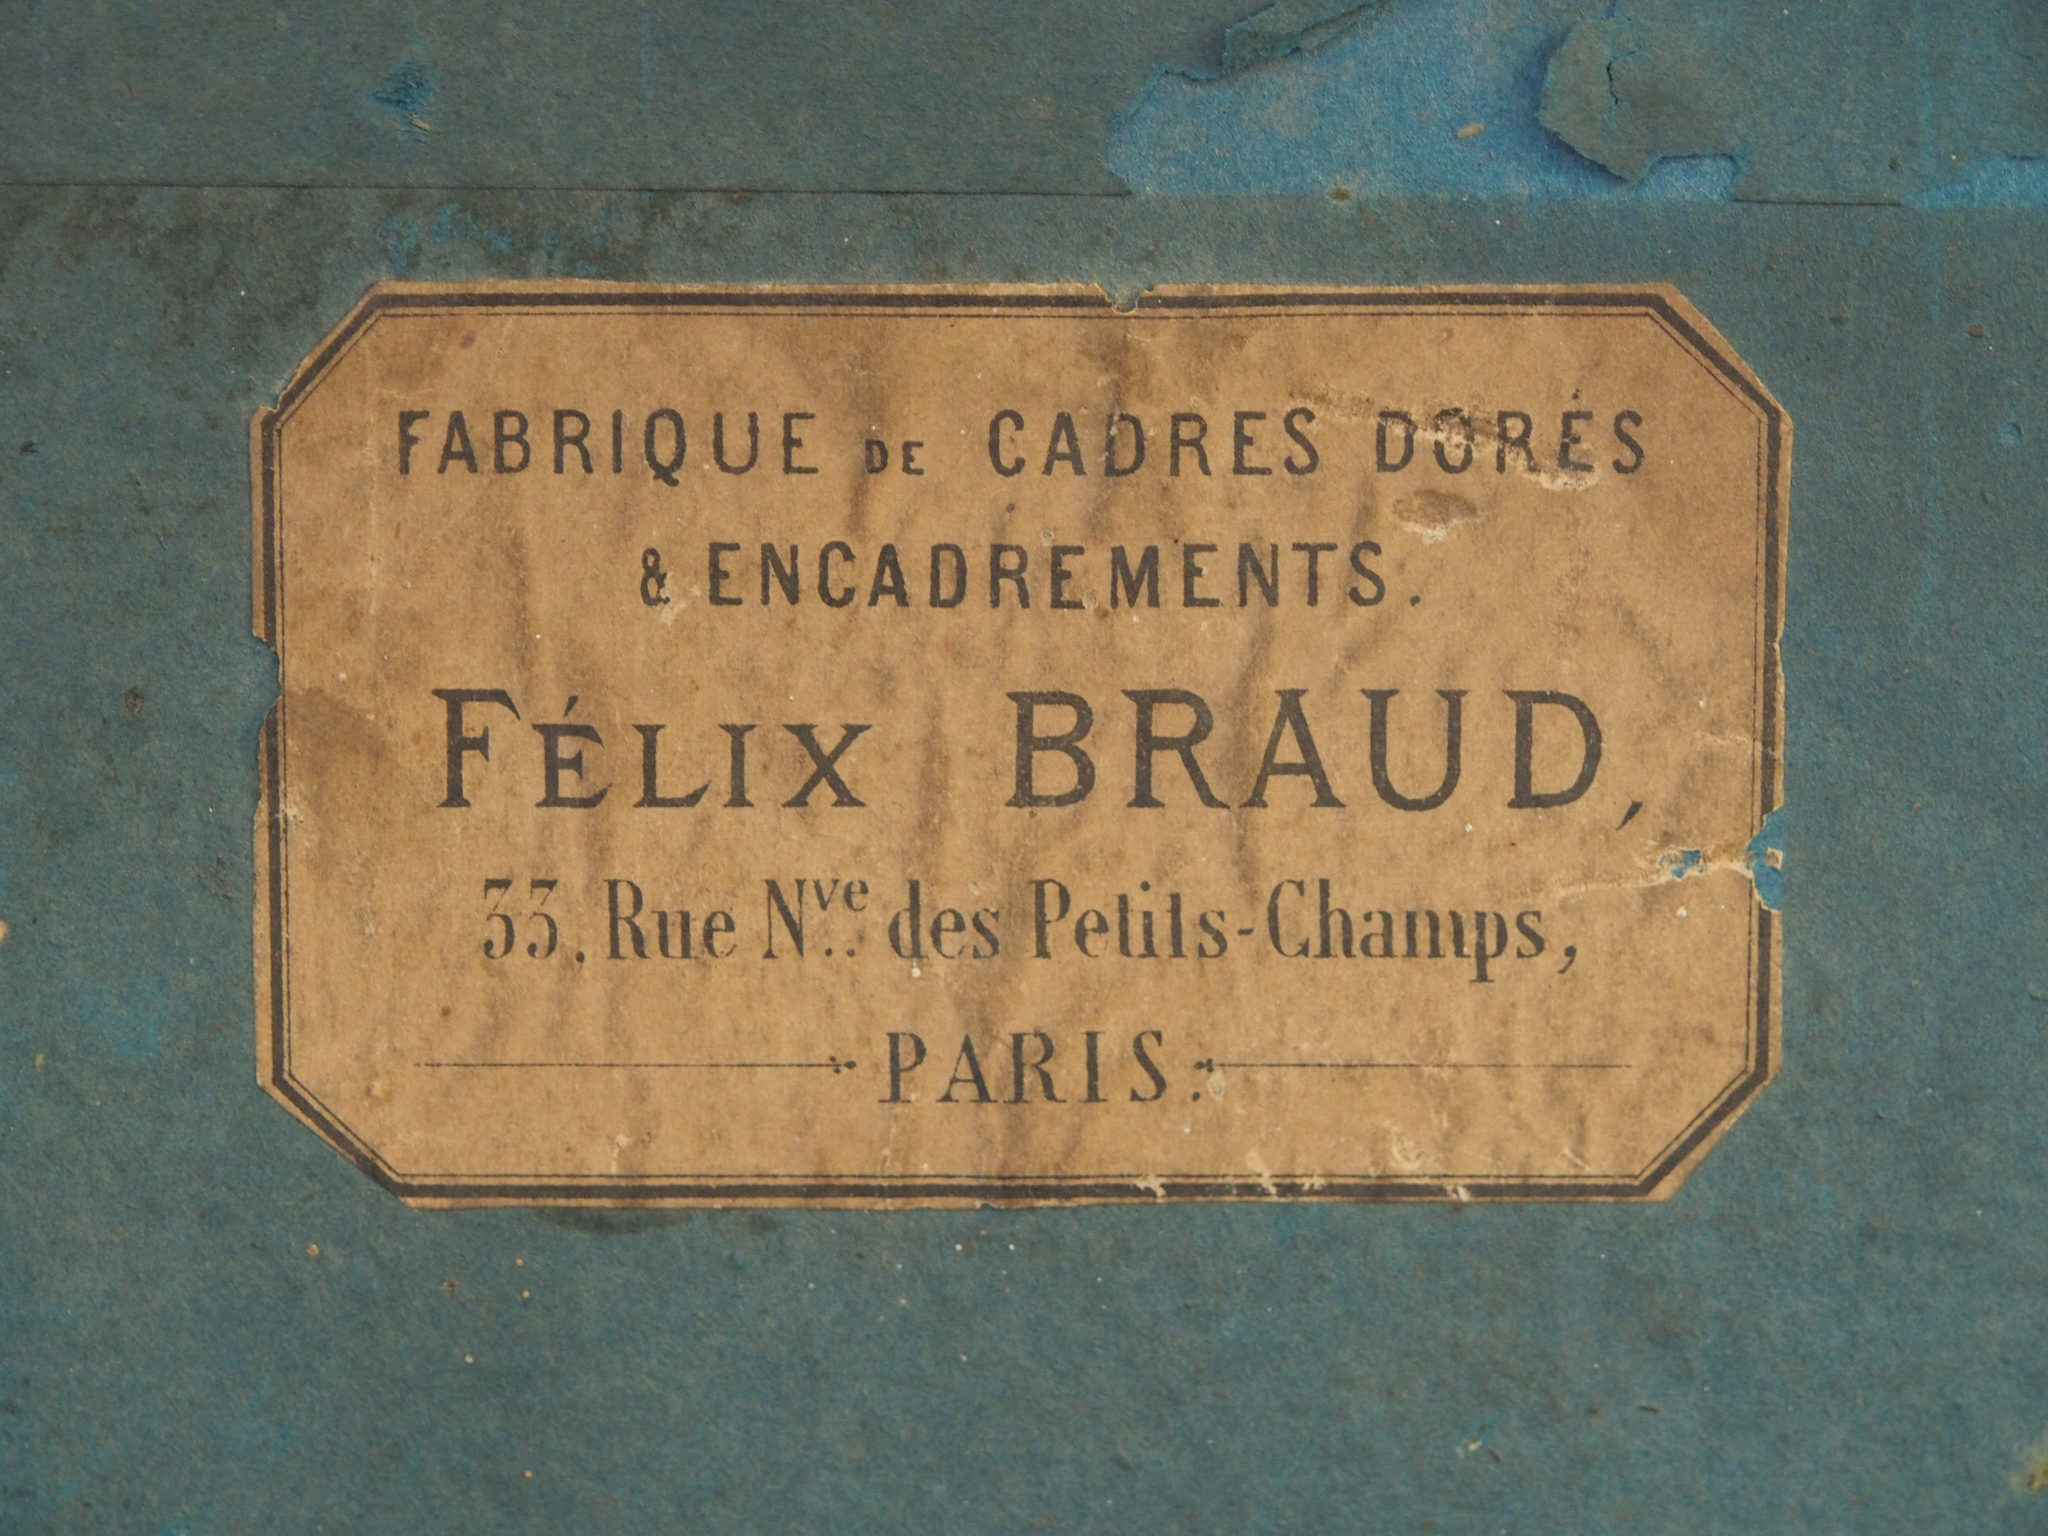 FABRIQUE DE CADRES DORÉS
& ENCADREMENTS.
FÉLIX BRAUD,
33, Rue Nve. des Petits-Champs,
PARIS.